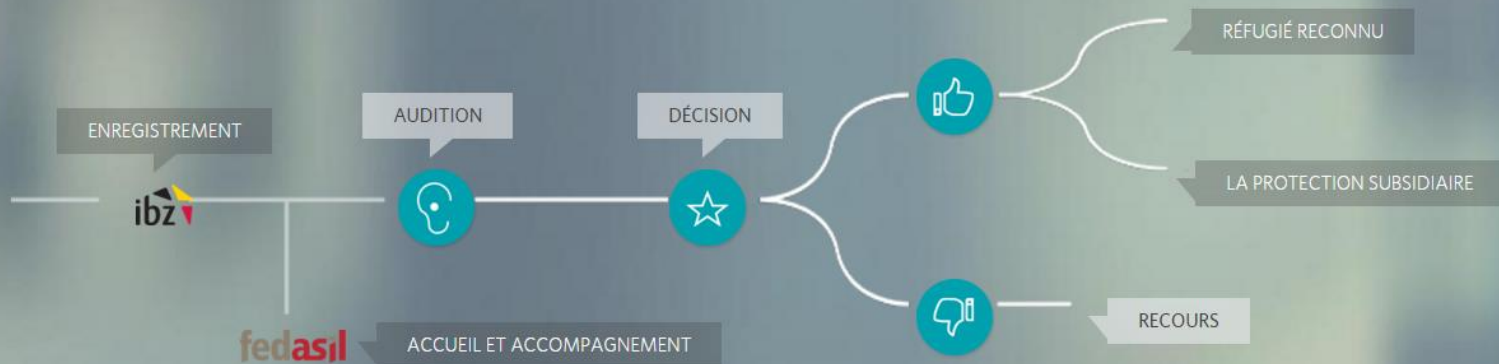 RÉFUGIÉ RECONNU
ENREGISTREMENT
AUDITION
DÉCISION
LA PROTECTION SUBSIDIAIRE
ibz
RECOURS
fedasil
ACCUEIL ET ACCOMPAGNEMENT